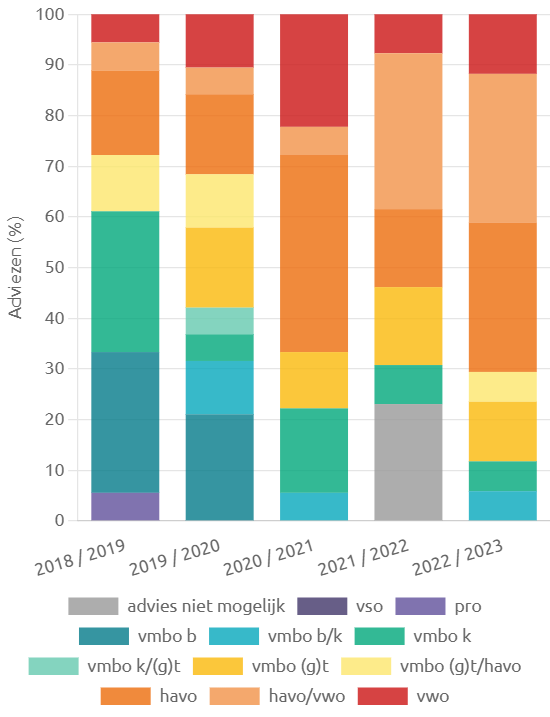 100
90
80
70
60
50
40
30
20
10
0
Adviezen (%)
2018 / 2019
2019 / 2020
2020 / 2021
2021 / 2022
2022 / 2023
advies niet mogelijk vso pro
vmbo b vmbo b/k vmbo k
vmbo k/(g)t vmbo (g)t vmbo (g)t/havo
havo havo/vwo vwo